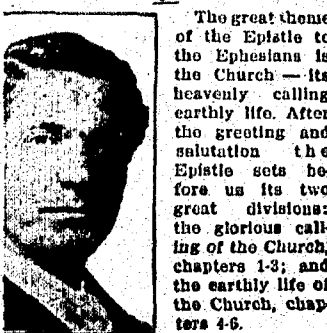 The great theme
of the Epistle to
the Ephesians is
the Church — its
heavenly calling
earthly life. After
the greeting and
salutation the
Epistle sets be-
fore us its two
great divisions:
the glorious call-
ing of the Church,
chapters 1-3; and
the earthly life of
the Church, chap-
ters 4-6.